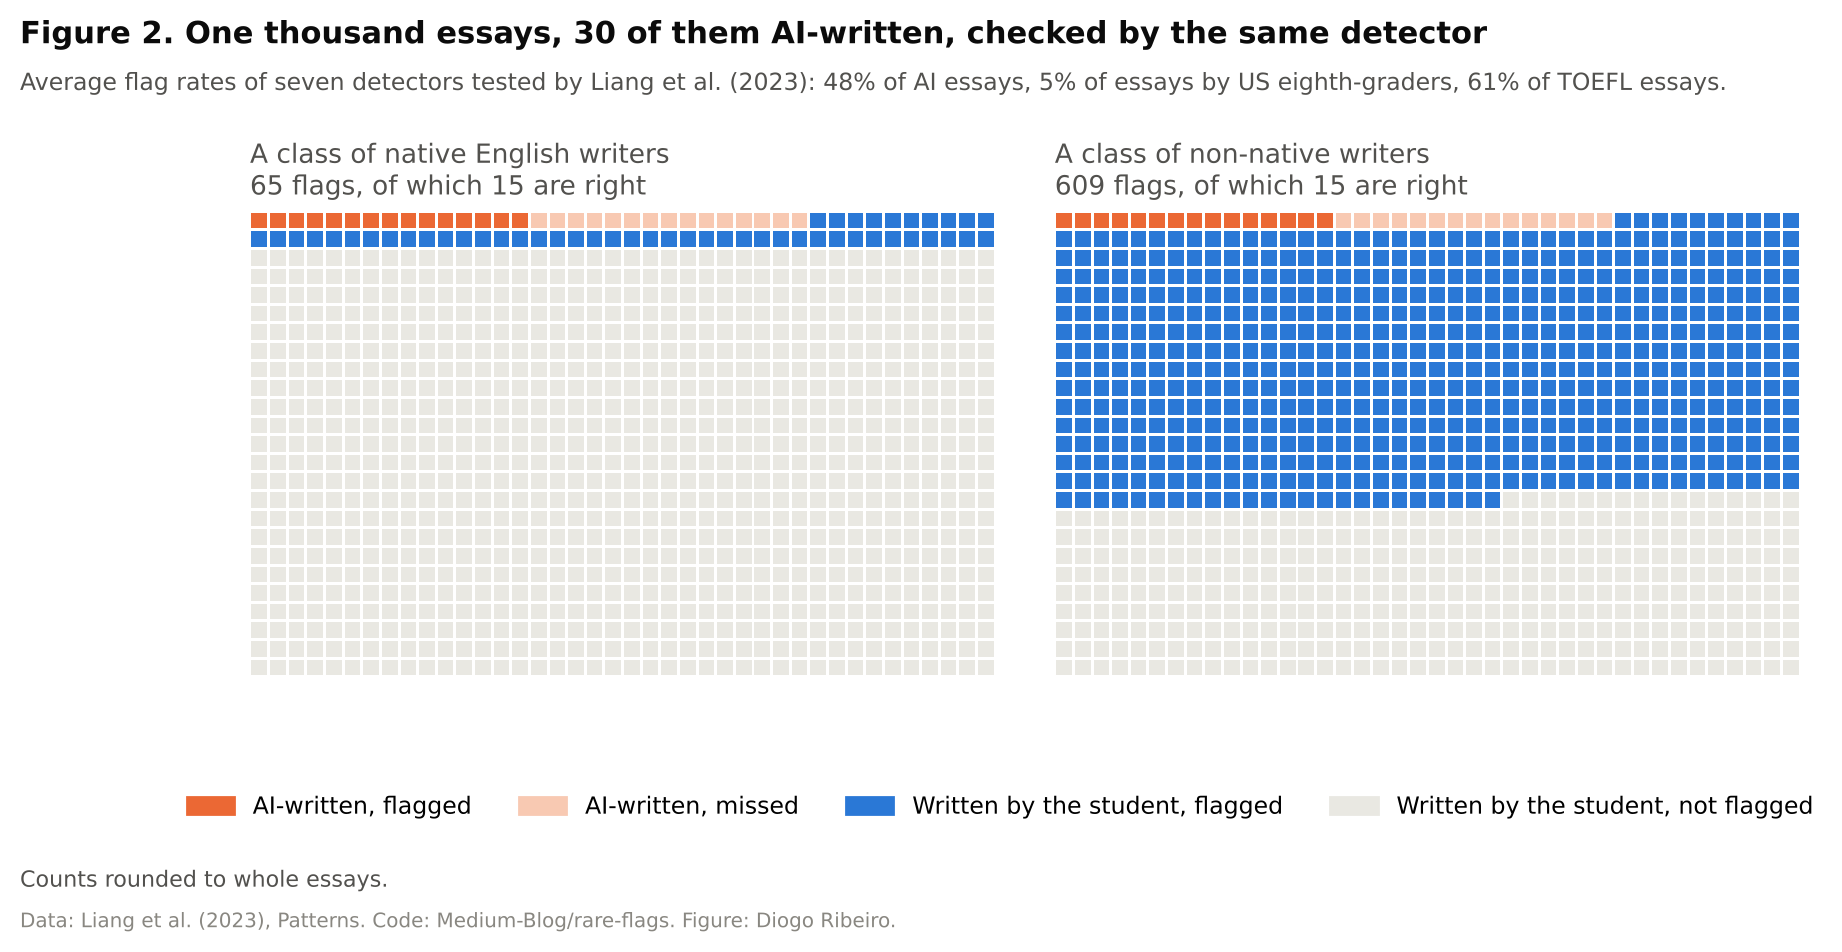 Figure 2. One thousand essays, 30 of them AI-written, checked by the same detector
Average flag rates of seven detectors tested by Liang et al. (2023): 48% of AI essays, 5% of essays by US eighth-graders, 61% of TOEFL essays.
A class of native English writers
65 flags, of which 15 are right
A class of non-native writers
609 flags, of which 15 are right
AI-written, flagged
AI-written, missed
Written by the student, flagged
Written by the student, not flagged
Counts rounded to whole essays.
Data: Liang et al. (2023), Patterns. Code: Medium-Blog/rare-flags. Figure: Diogo Ribeiro.